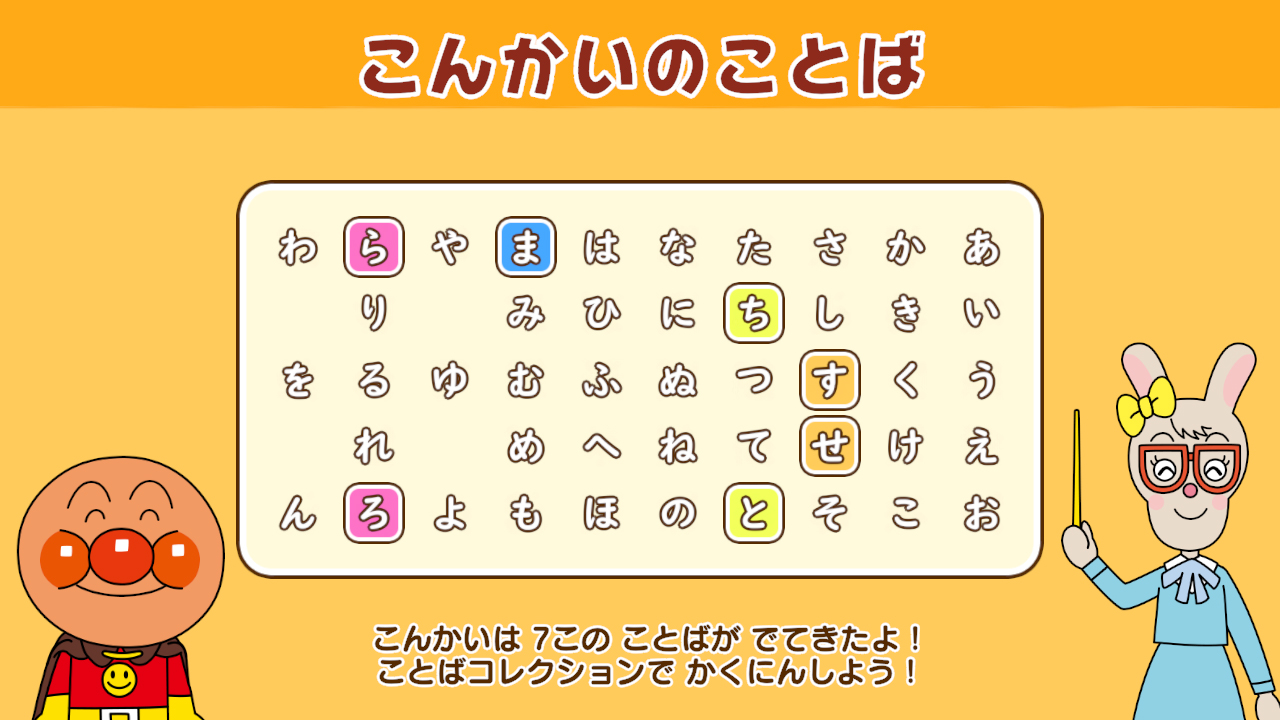 こんかいのことば
わ ら や ま は な た さ か あ
り み ひ に ち し き い
を る ゆ む ふ ぬ つ す く う
れ め へ ね て せ け え
ん ろ よ も ほ の と そ こ お
こんかいは 7この ことばが でてきたよ！
ことばコレクションで かくにんしよう！